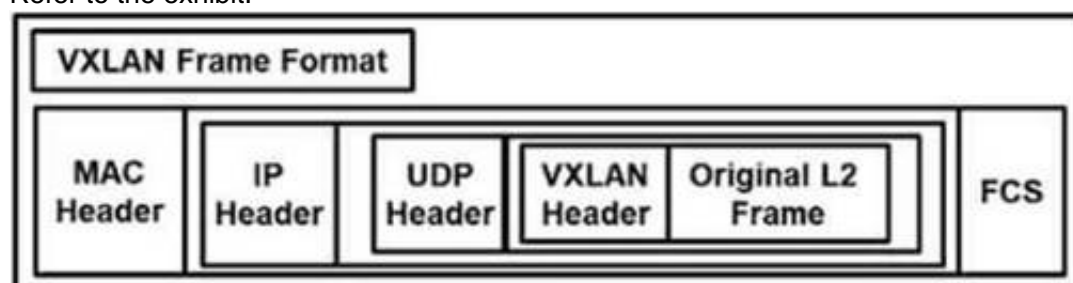 Refer to the exhibit.
VXLAN Frame Format
MAC Header
IP Header
UDP Header
VXLAN Header
Original L2 Frame
FCS